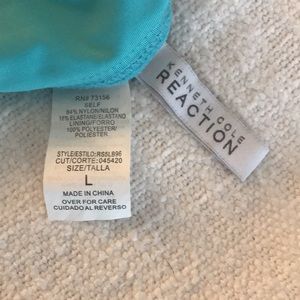 RN# 73156
SELF
84% NYLON/NILON
16% ELASTANE/ELASTANO
LINING/FORRO
100% POLYESTER/
POLIESTER
STYLE/ESTILO: RS5LB96
CUT/CORTE: 045420
SIZE/TALLA
L
MADE IN CHINA
OVER FOR CARE
CUIDADO AL REVERSO
KENNETH COLE
REACTION